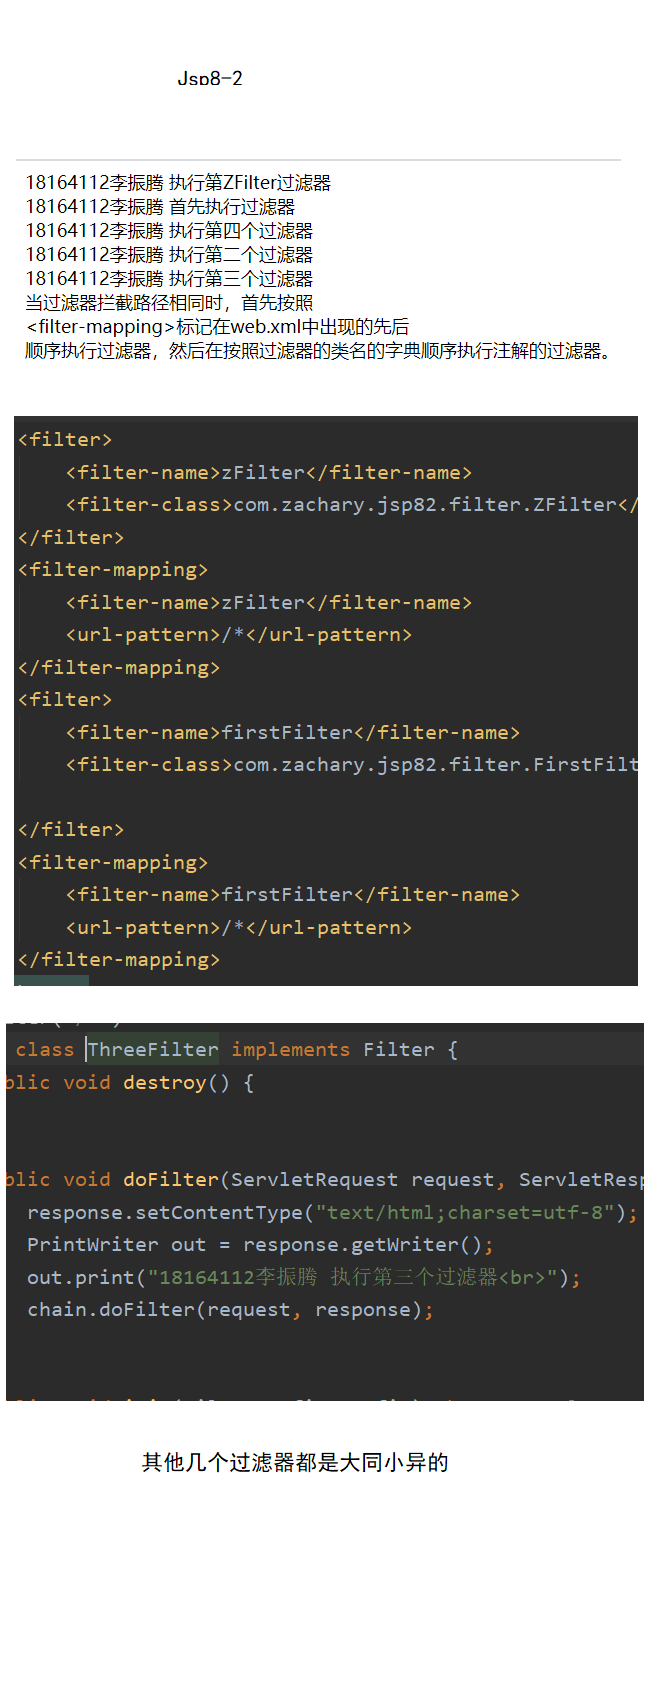 Jsp8-2
18164112李振腾 执行第ZFilter过滤器
18164112李振腾 首先执行过滤器
18164112李振腾 执行第四个过滤器
18164112李振腾 执行第二个过滤器
18164112李振腾 执行第三个过滤器
当过滤器拦截路径相同时，首先按照
<filter-mapping>标记在web.xml中出现的先后
顺序执行过滤器，然后在按照过滤器的类名的字典顺序执行注解的过滤器。
<filter>
<filter-name>zFilter</filter-name>
<filter-class>com.zachary.jsp82.filter.ZFilter</
</filter>
<filter-mapping>
<filter-name>zFilter</filter-name>
<url-pattern>/*</url-pattern>
</filter-mapping>
<filter>
<filter-name>firstFilter</filter-name>
<filter-class>com.zachary.jsp82.filter.FirstFilt
</filter>
<filter-mapping>
<filter-name>firstFilter</filter-name>
<url-pattern>/*</url-pattern>
</filter-mapping>
class ThreeFilter implements Filter {
blic void destroy() {
blic void doFilter(ServletRequest request, ServletResp
response.setContentType("text/html;charset=utf-8");
PrintWriter out = response.getWriter();
out.print("18164112李振腾 执行第三个过滤器<br>");
chain.doFilter(request, response);
其他几个过滤器都是大同小异的